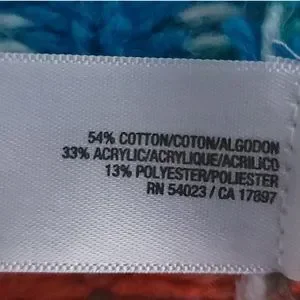 54% COTTON/COTON/ALGODON
33% ACRYLIC/ACRYLIQUE/ACRILICO
13% POLYESTER/POLIESTER
RN 54023 / CA 17897